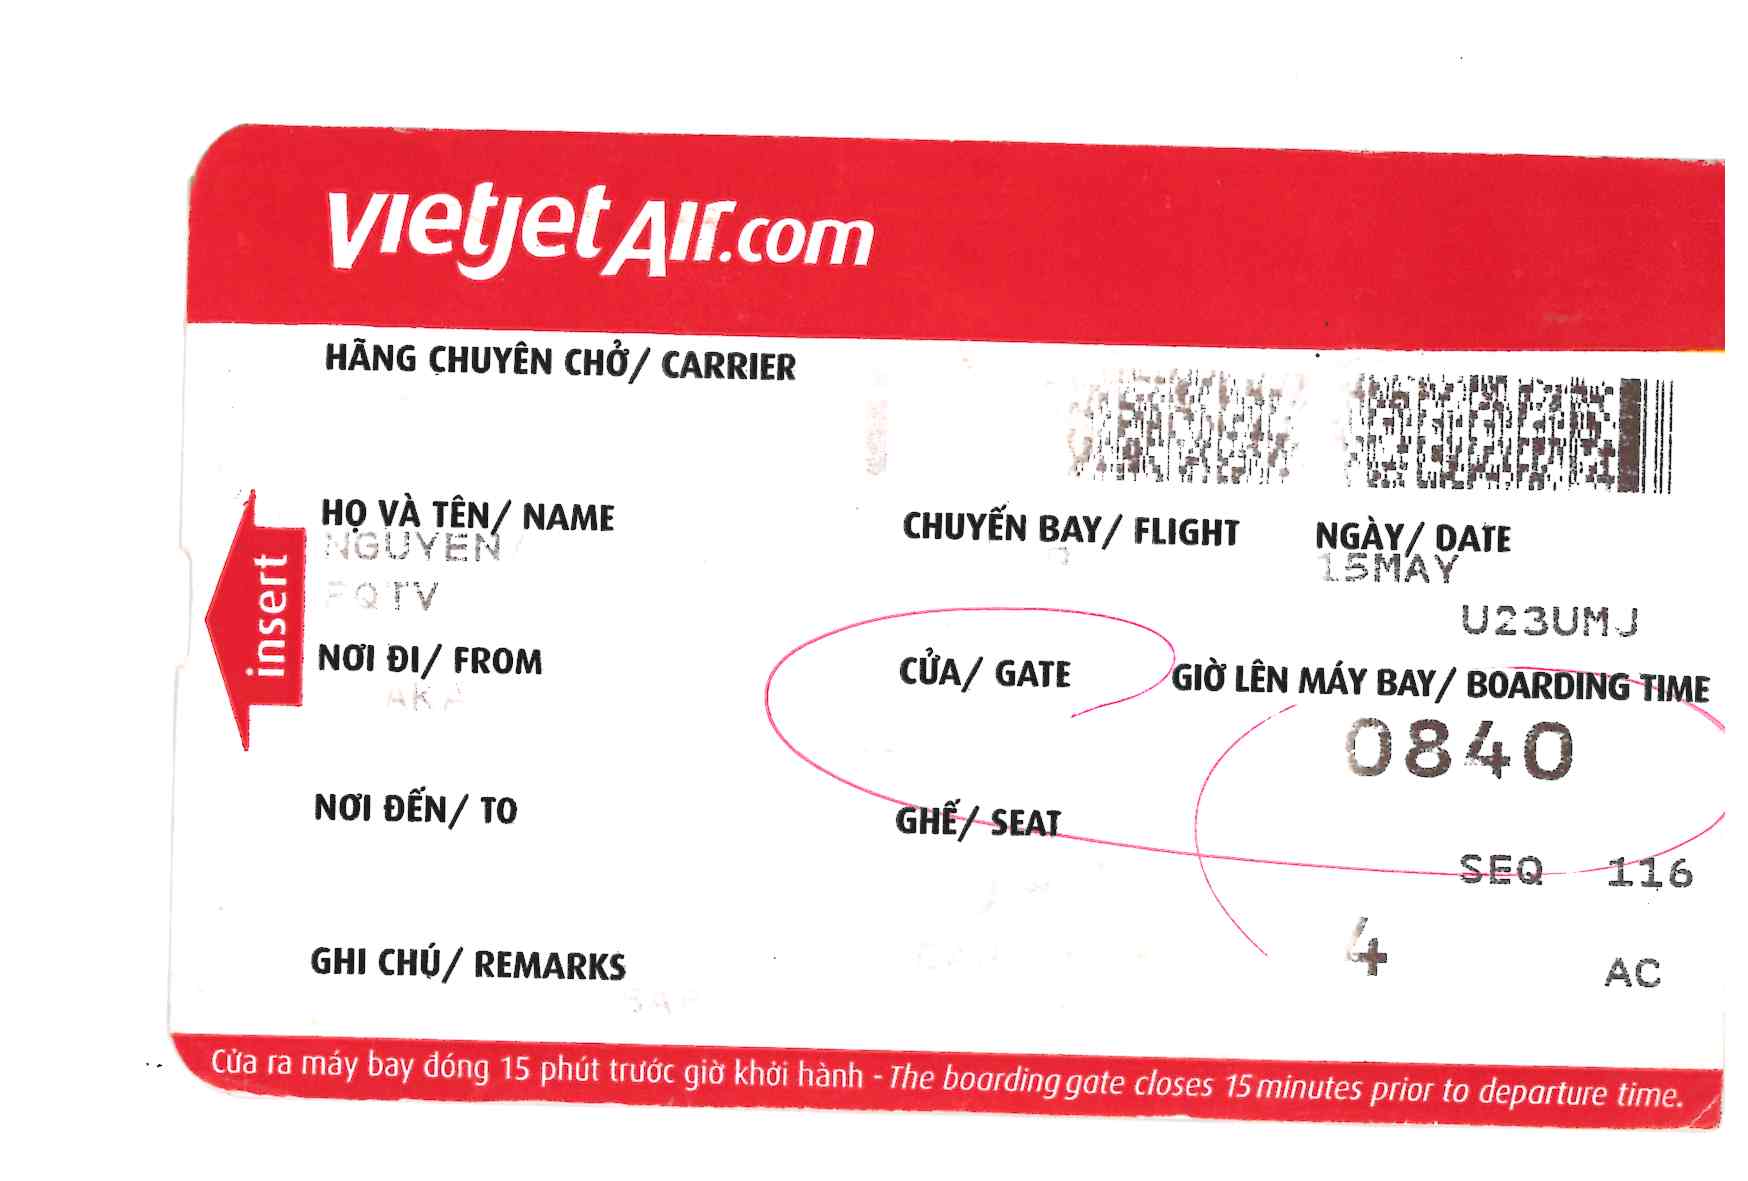 vietjetAir.com
HÃNG CHUYÊN CHỞ/ CARRIER
HỌ VÀ TÊN/ NAME
NGUYEN
FQTV
CHUYẾN BAY/ FLIGHT
NGÀY/ DATE
15MAY
U23UMJ
insert
NƠI ĐI/ FROM
CỬA/ GATE
GIỜ LÊN MÁY BAY/ BOARDING TIME
0840
NƠI ĐẾN/ TO
GHẾ/ SEAT
SEQ 116
4
AC
GHI CHÚ/ REMARKS
Cửa ra máy bay đóng 15 phút trước giờ khởi hành - The boarding gate closes 15 minutes prior to departure time.